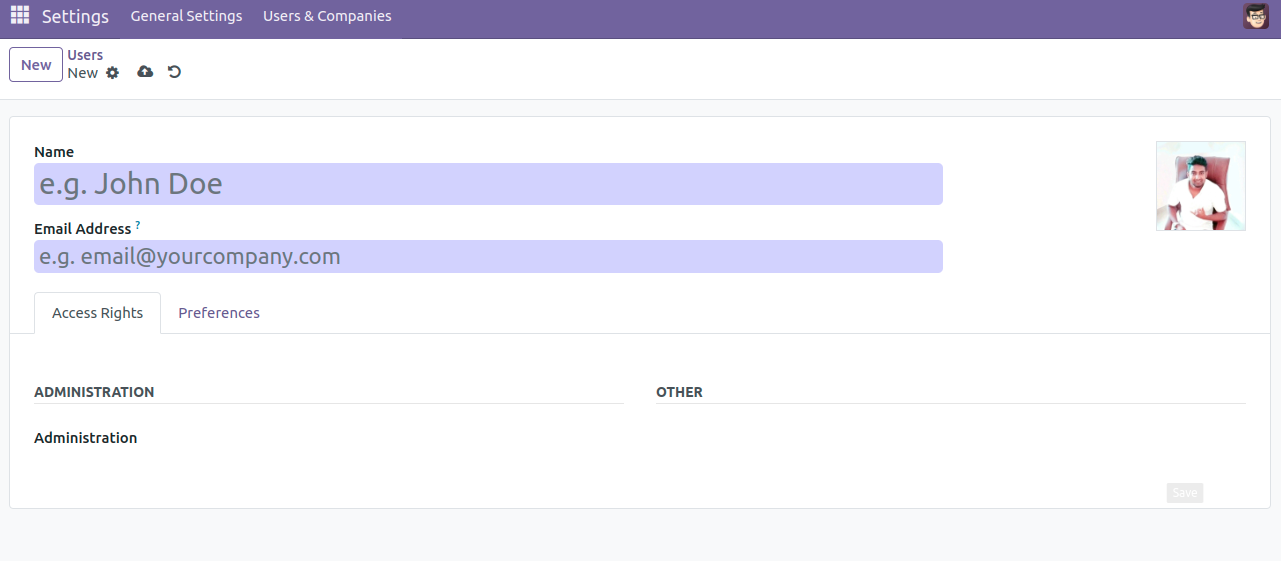 Settings General Settings Users & Companies
New
Users
New
Name
e.g. John Doe
Email Address ?
e.g. email@yourcompany.com
Access Rights Preferences
ADMINISTRATION OTHER
Administration
Save